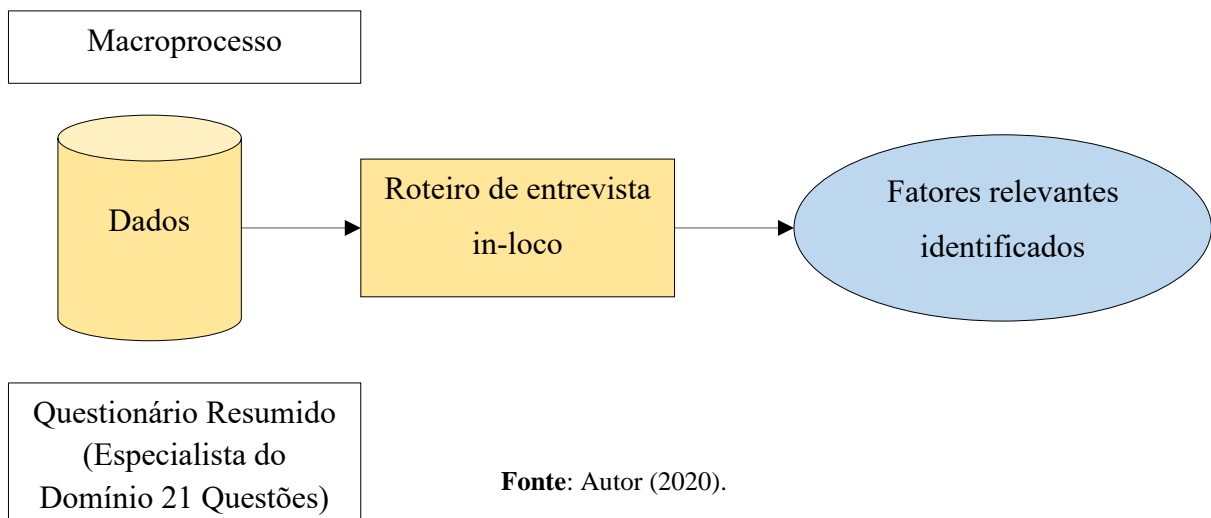 Macroprocesso
Dados
Roteiro de entrevista
in-loco
Fatores relevantes
identificados
Questionário Resumido
(Especialista do
Domínio 21 Questões)
Fonte: Autor (2020).